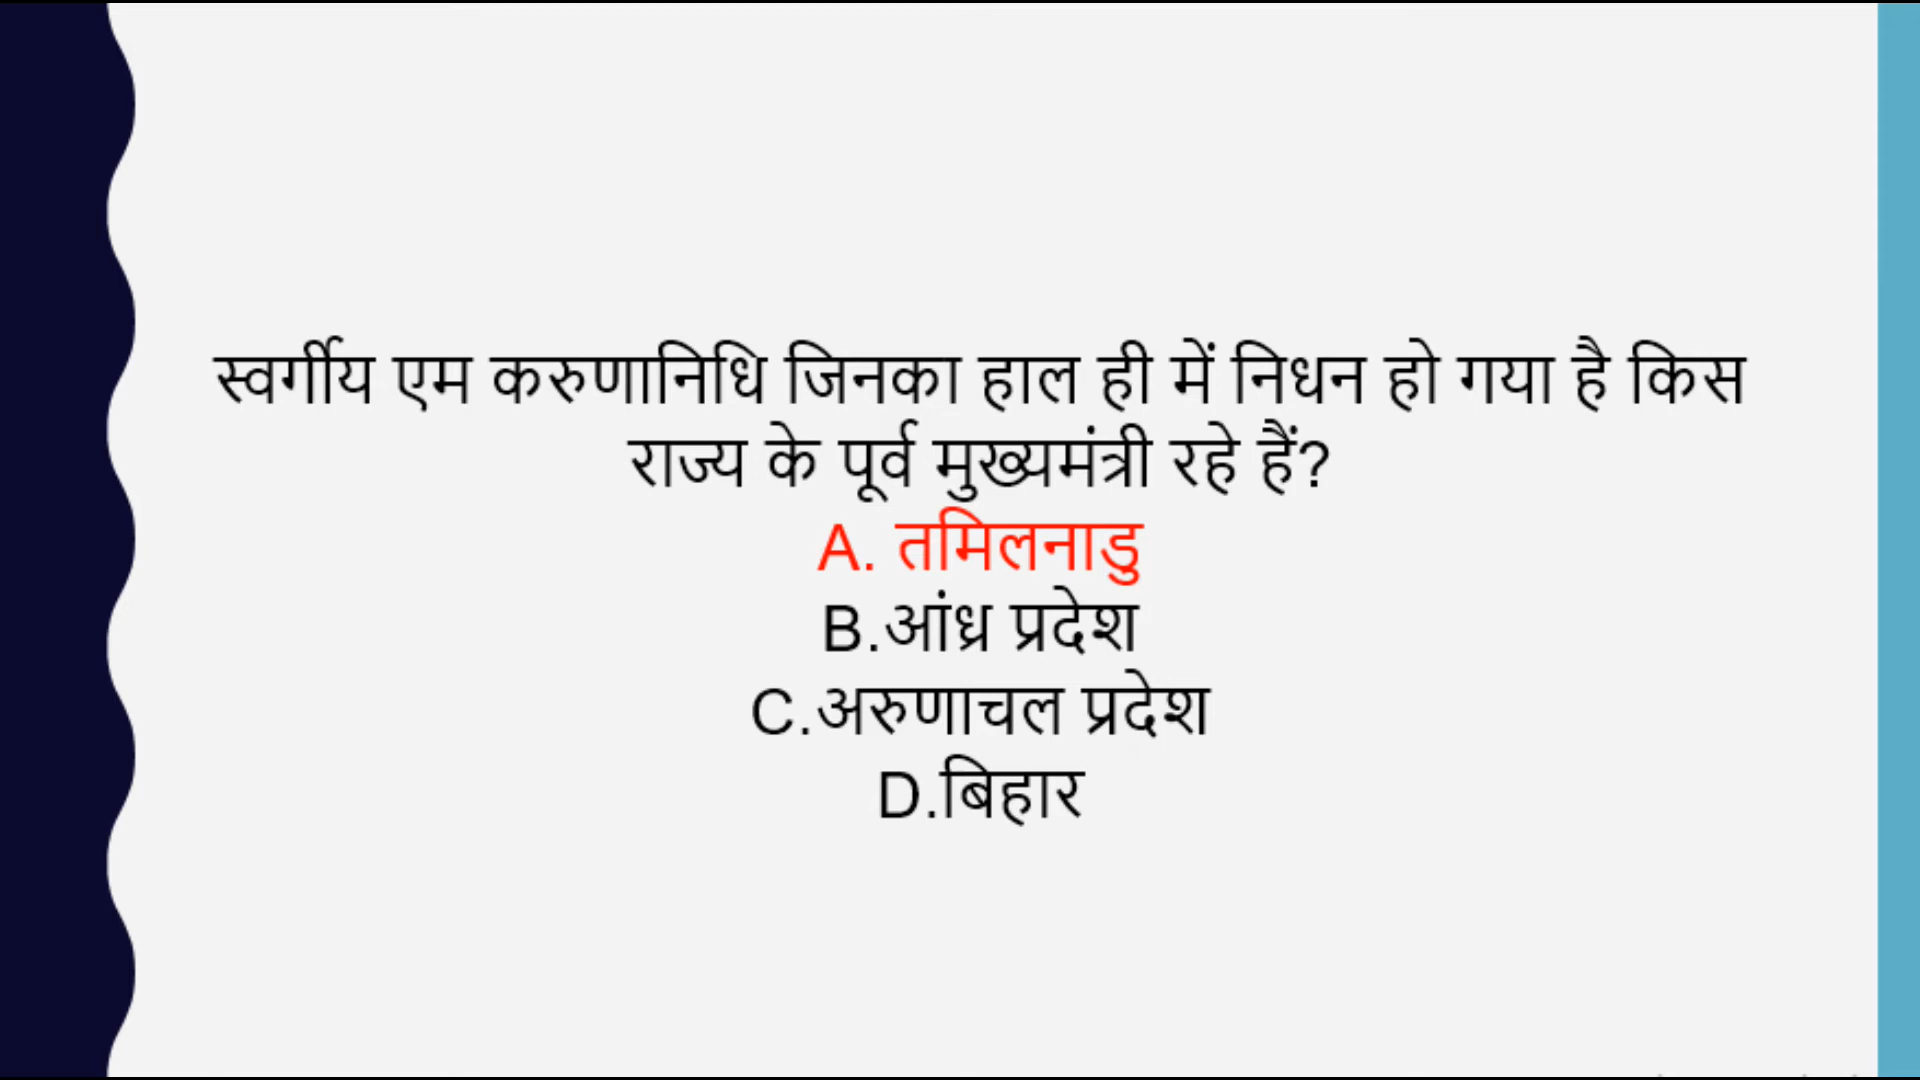 स्वर्गीय एम करुणानिधि जिनका हाल ही में निधन हो गया है किस
राज्य के पूर्व मुख्यमंत्री रहे हैं?
A. तमिलनाडु
B.आंध्र प्रदेश
C.अरुणाचल प्रदेश
D.बिहार